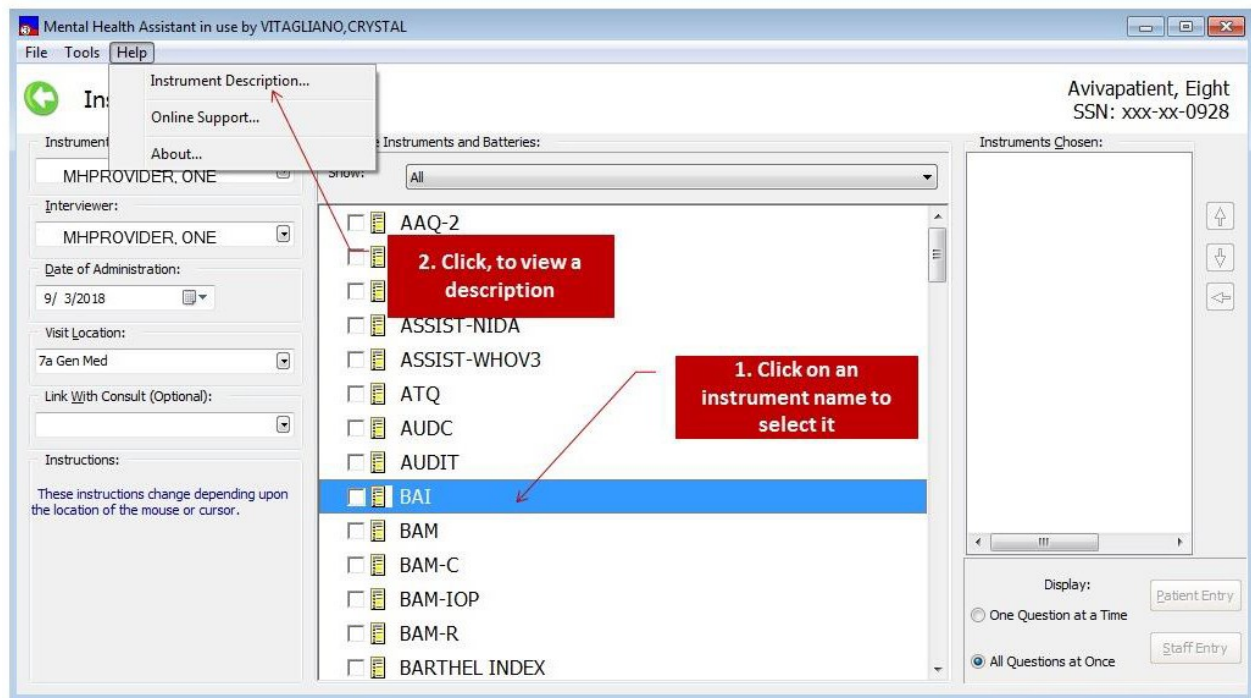 Mental Health Assistant in use by VITAGLIANO,CRYSTAL
File Tools Help
Instrument Description...
Online Support...
About...
Avivapatient, Eight
SSN: xxx-xx-0928
Instrument
MHPROVIDER, ONE
Interviewer:
MHPROVIDER, ONE
Date of Administration:
9/ 3/2018
Visit Location:
7a Gen Med
Link With Consult (Optional):
Instructions:
These instructions change depending upon
the location of the mouse or cursor.
Instruments and Batteries:
Show: All
AAQ-2
ASSIST-NIDA
ASSIST-WHOV3
ATQ
AUDC
AUDIT
BAI
BAM
BAM-C
BAM-IOP
BAM-R
BARTHEL INDEX
2. Click, to view a
description
1. Click on an
instrument name to
select it
Instruments Chosen:
Display:
One Question at a Time
All Questions at Once
Patient Entry
Staff Entry